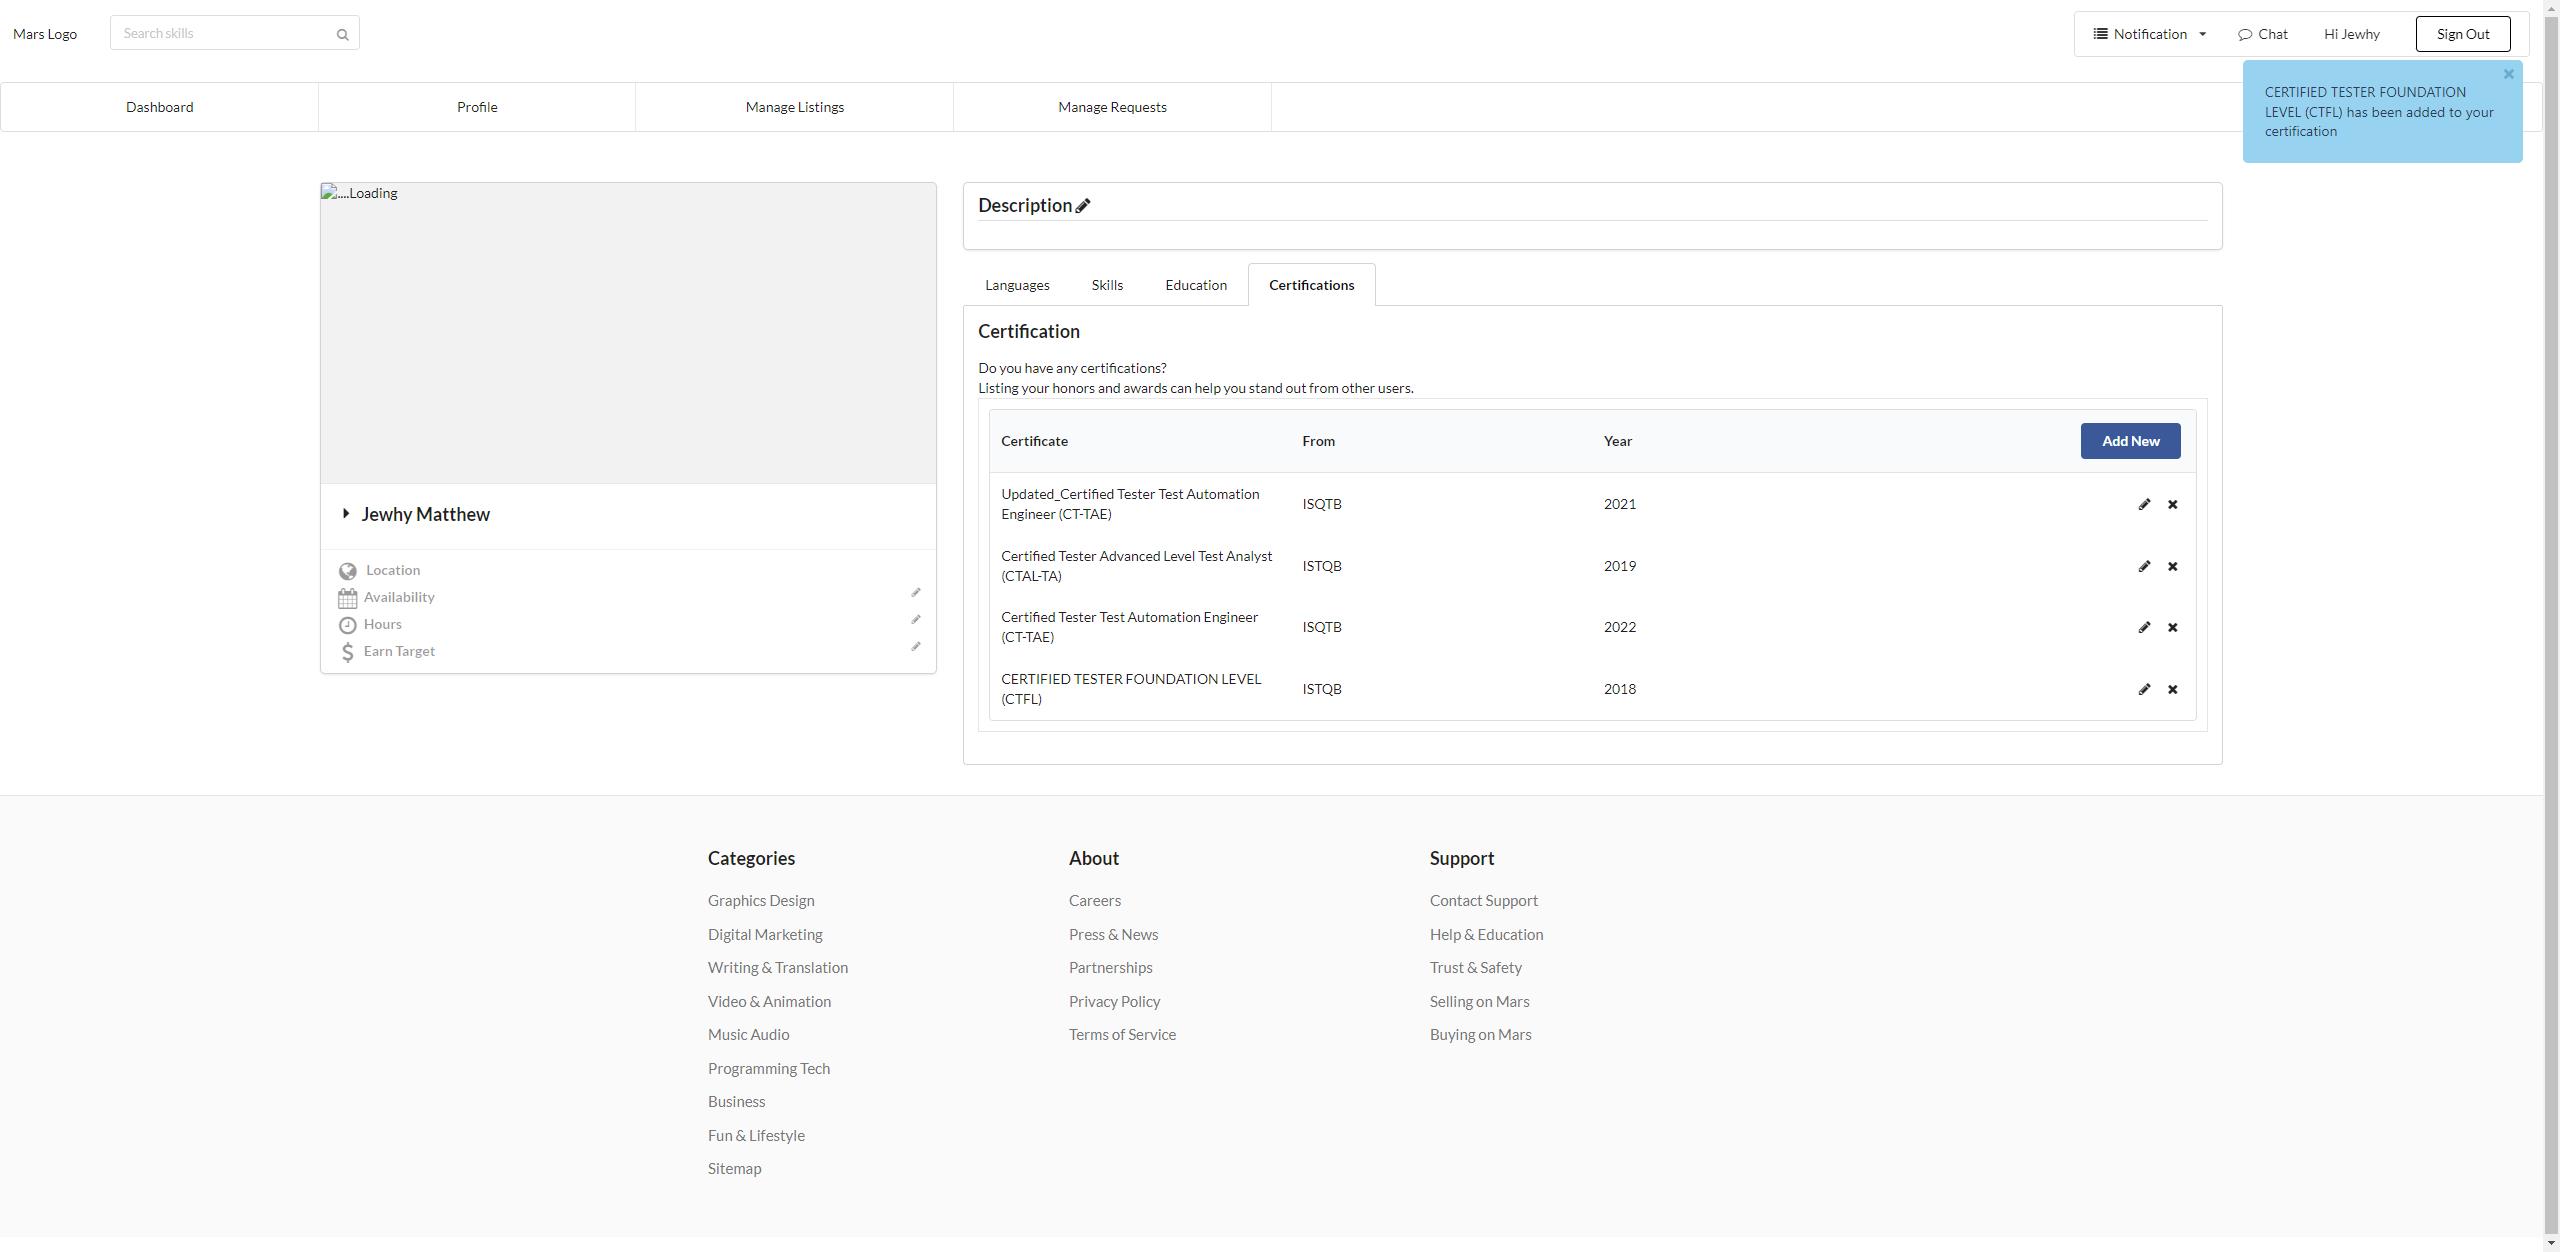 Mars Logo
Search skills
Notification
Chat
Hi Jewhy
Sign Out
CERTIFIED TESTER FOUNDATION
LEVEL (CTFL) has been added to your
certification
Dashboard
Profile
Manage Listings
Manage Requests
....Loading
Jewhy Matthew
Location
Availability
Hours
Earn Target
Description
Languages
Skills
Education
Certifications
Certification
Do you have any certifications?
Listing your honors and awards can help you stand out from other users.
Certificate From Year Add New
Updated_Certified Tester Test Automation
Engineer (CT-TAE)
ISQTB
2021
Certified Tester Advanced Level Test Analyst
(CTAL-TA)
ISTQB
2019
Certified Tester Test Automation Engineer
(CT-TAE)
ISQTB
2022
CERTIFIED TESTER FOUNDATION LEVEL
(CTFL)
ISTQB
2018
Categories
Graphics Design
Digital Marketing
Writing & Translation
Video & Animation
Music Audio
Programming Tech
Business
Fun & Lifestyle
Sitemap
About
Careers
Press & News
Partnerships
Privacy Policy
Terms of Service
Support
Contact Support
Help & Education
Trust & Safety
Selling on Mars
Buying on Mars